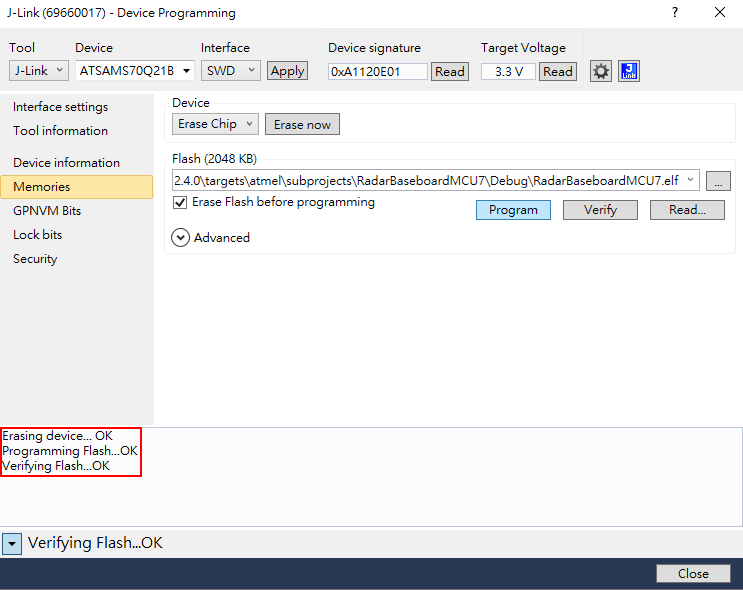 J-Link (69660017) - Device Programming
Tool Device Interface Device signature Target Voltage
J-Link ATSAMS70Q21B SWD Apply 0xA1120E01 Read 3.3 V Read J LINK
Interface settings
Tool information
Device information
Memories
GPNVM Bits
Lock bits
Security
Device
Erase Chip Erase now
Flash (2048 KB)
2.4.0\targets\atmel\subprojects\RadarBaseboardMCU7\Debug\RadarBaseboardMCU7.elf ...
Erase Flash before programming
Program Verify Read...
Advanced
Erasing device... OK
Programming Flash...OK
Verifying Flash...OK
Verifying Flash...OK
Close